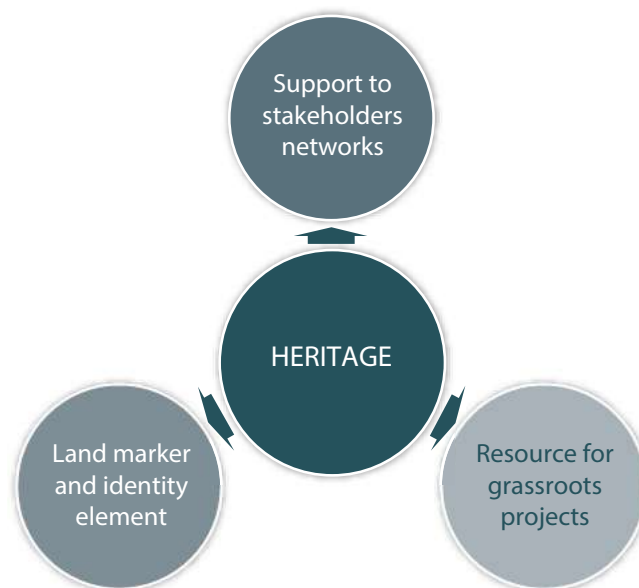 Support to
stakeholders
networks
HERITAGE
Land marker
and identity
element
Resource for
grassroots
projects